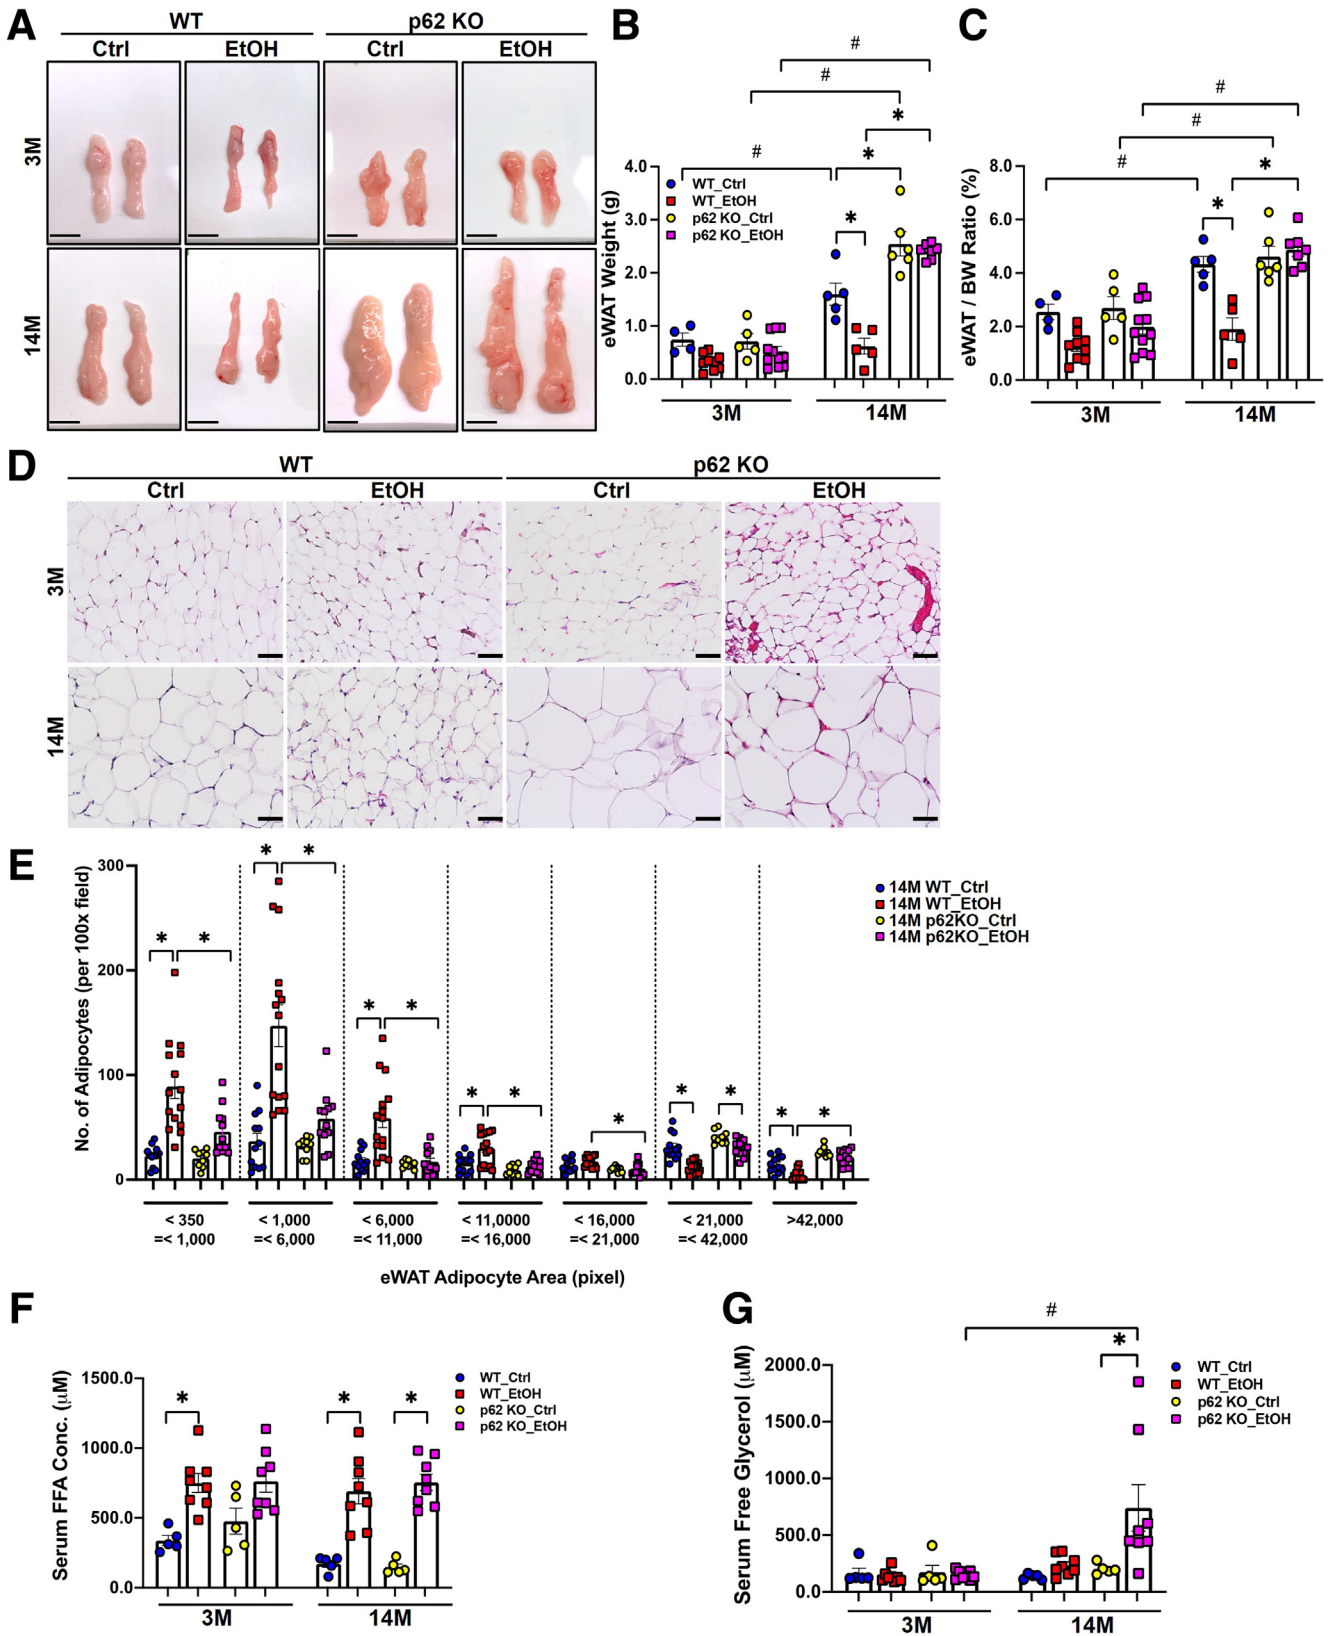 A
WT
p62 KO
Ctrl
EtOH
Ctrl
EtOH
3M
14M
B
#
#
*
#
*
*
eWAT Weight (g)
4.0
3.0
2.0
1.0
0.0
WT_Ctrl
WT_EtOH
p62 KO_Ctrl
p62 KO_EtOH
3M
14M
C
#
#
#
*
*
eWAT / BW Ratio (%)
8.0
6.0
4.0
2.0
0.0
3M
14M
D
WT
p62 KO
Ctrl
EtOH
Ctrl
EtOH
3M
14M
E
No. of Adipocytes (per 100x field)
300
200
100
0
* *
* *
* *
* *
*
* *
* *
14M WT_Ctrl
14M WT_EtOH
14M p62KO_Ctrl
14M p62KO_EtOH
< 350
=< 1,000
< 1,000
=< 6,000
< 6,000
=< 11,000
< 11,0000
=< 16,000
< 16,000
=< 21,000
< 21,000
=< 42,000
>42,000
eWAT Adipocyte Area (pixel)
F
Serum FFA Conc. (μM)
1500.0
1000.0
500.0
0.0
*
*
*
WT_Ctrl
WT_EtOH
p62 KO_Ctrl
p62 KO_EtOH
3M
14M
G
#
*
Serum Free Glycerol (μM)
2000.0
1500.0
1000.0
500.0
0.0
WT_Ctrl
WT_EtOH
p62 KO_Ctrl
p62 KO_EtOH
3M
14M